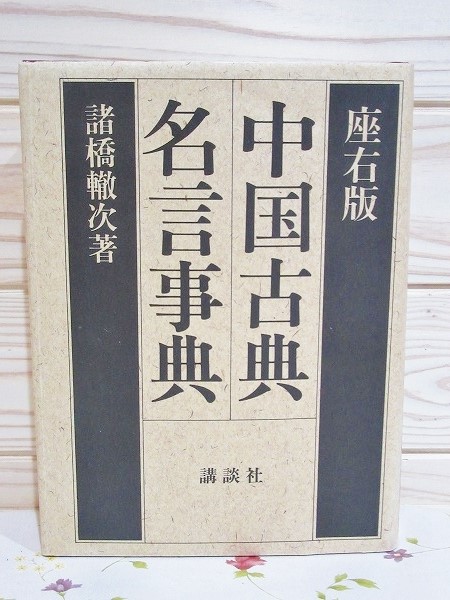 座右版
中国古典
名言事典
諸橋轍次著
講談社